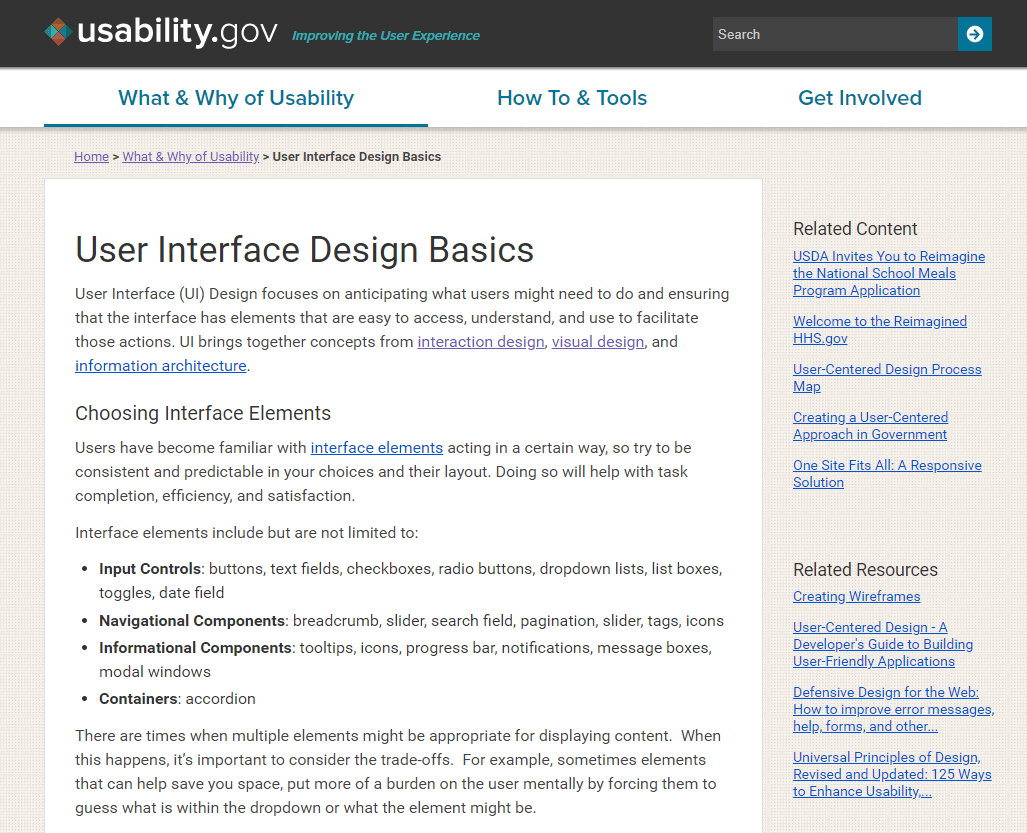 usability.gov Improving the User Experience
Search
What & Why of Usability How To & Tools Get Involved
Home > What & Why of Usability > User Interface Design Basics
User Interface Design Basics
User Interface (UI) Design focuses on anticipating what users might need to do and ensuring
that the interface has elements that are easy to access, understand, and use to facilitate
those actions. UI brings together concepts from interaction design, visual design, and
information architecture.
Choosing Interface Elements
Users have become familiar with interface elements acting in a certain way, so try to be
consistent and predictable in your choices and their layout. Doing so will help with task
completion, efficiency, and satisfaction.
Interface elements include but are not limited to:
• Input Controls: buttons, text fields, checkboxes, radio buttons, dropdown lists, list boxes,
toggles, date field
• Navigational Components: breadcrumb, slider, search field, pagination, slider, tags, icons
• Informational Components: tooltips, icons, progress bar, notifications, message boxes,
modal windows
• Containers: accordion
There are times when multiple elements might be appropriate for displaying content.  When
this happens, it’s important to consider the trade-offs.  For example, sometimes elements
that can help save you space, put more of a burden on the user mentally by forcing them to
guess what is within the dropdown or what the element might be.
Related Content
USDA Invites You to Reimagine
the National School Meals
Program Application
Welcome to the Reimagined
HHS.gov
User-Centered Design Process
Map
Creating a User-Centered
Approach in Government
One Site Fits All: A Responsive
Solution
Related Resources
Creating Wireframes
User-Centered Design - A
Developer's Guide to Building
User-Friendly Applications
Defensive Design for the Web:
How to improve error messages,
help, forms, and other...
Universal Principles of Design,
Revised and Updated: 125 Ways
to Enhance Usability,...